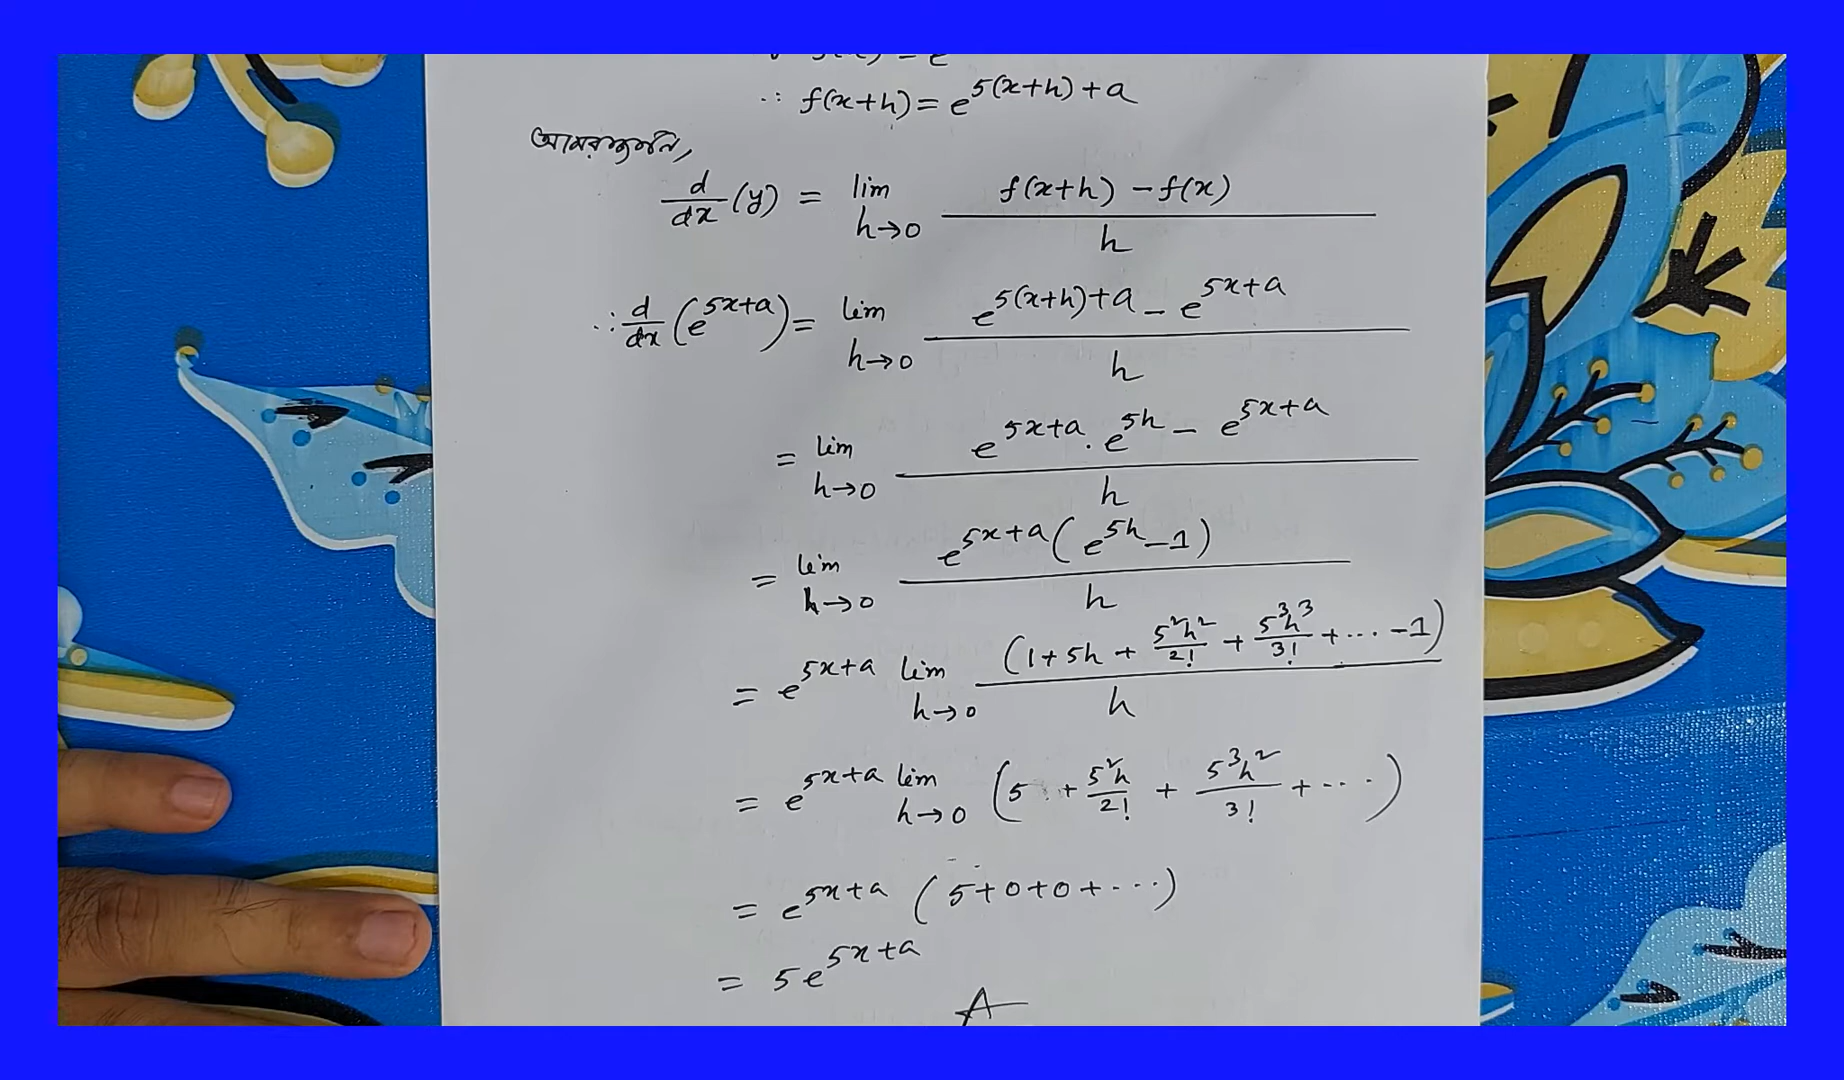 ∴ f(x+h) = e^{5(x+h)+a}
আমরা জানি,
d/dx (y) = lim_{h→0} (f(x+h) - f(x)) / h
∴ d/dx (e^{5x+a}) = lim_{h→0} (e^{5(x+h)+a} - e^{5x+a}) / h
= lim_{h→0} (e^{5x+a} . e^{5h} - e^{5x+a}) / h
= lim_{h→0} e^{5x+a} (e^{5h} - 1) / h
= e^{5x+a} lim_{h→0} (1 + 5h + 5²h²/2! + 5³h³/3! + ... - 1) / h
= e^{5x+a} lim_{h→0} (5 + 5²h/2! + 5³h²/3! + ...)
= e^{5x+a} (5+0+0+...)
= 5e^{5x+a}